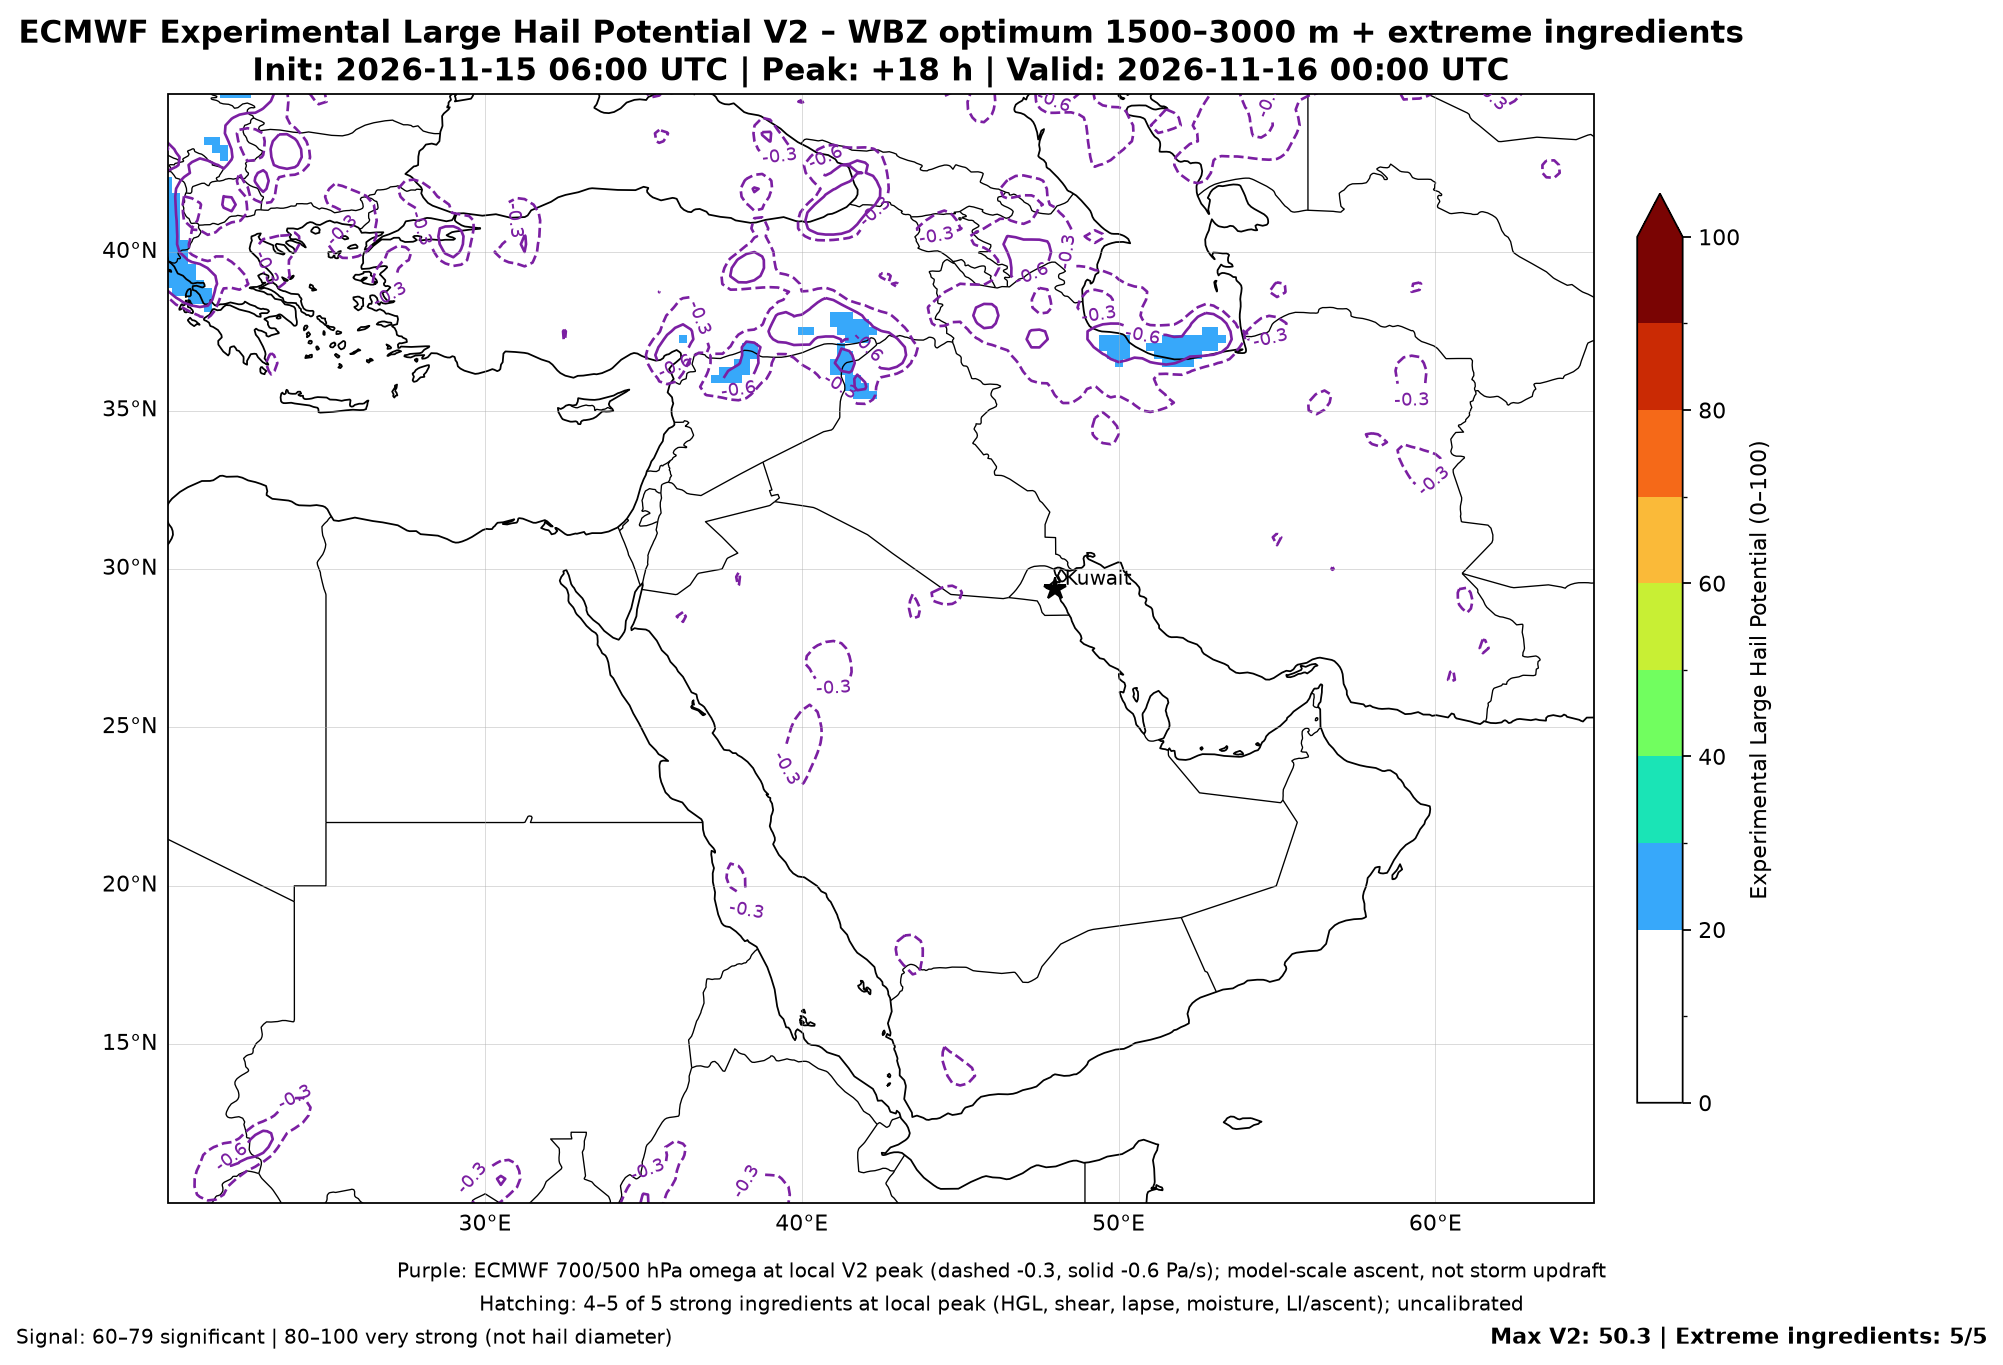 ECMWF Experimental Large Hail Potential V2 – WBZ optimum 1500–3000 m + extreme ingredients
Init: 2026-11-15 06:00 UTC | Peak: +18 h | Valid: 2026-11-16 00:00 UTC
40°N
35°N
30°N
25°N
20°N
15°N
30°E
40°E
50°E
60°E
Kuwait
-0.3
-0.6
100
80
60
40
20
0
Experimental Large Hail Potential (0–100)
Purple: ECMWF 700/500 hPa omega at local V2 peak (dashed -0.3, solid -0.6 Pa/s); model-scale ascent, not storm updraft
Hatching: 4–5 of 5 strong ingredients at local peak (HGL, shear, lapse, moisture, LI/ascent); uncalibrated
Signal: 60–79 significant | 80–100 very strong (not hail diameter)
Max V2: 50.3 | Extreme ingredients: 5/5